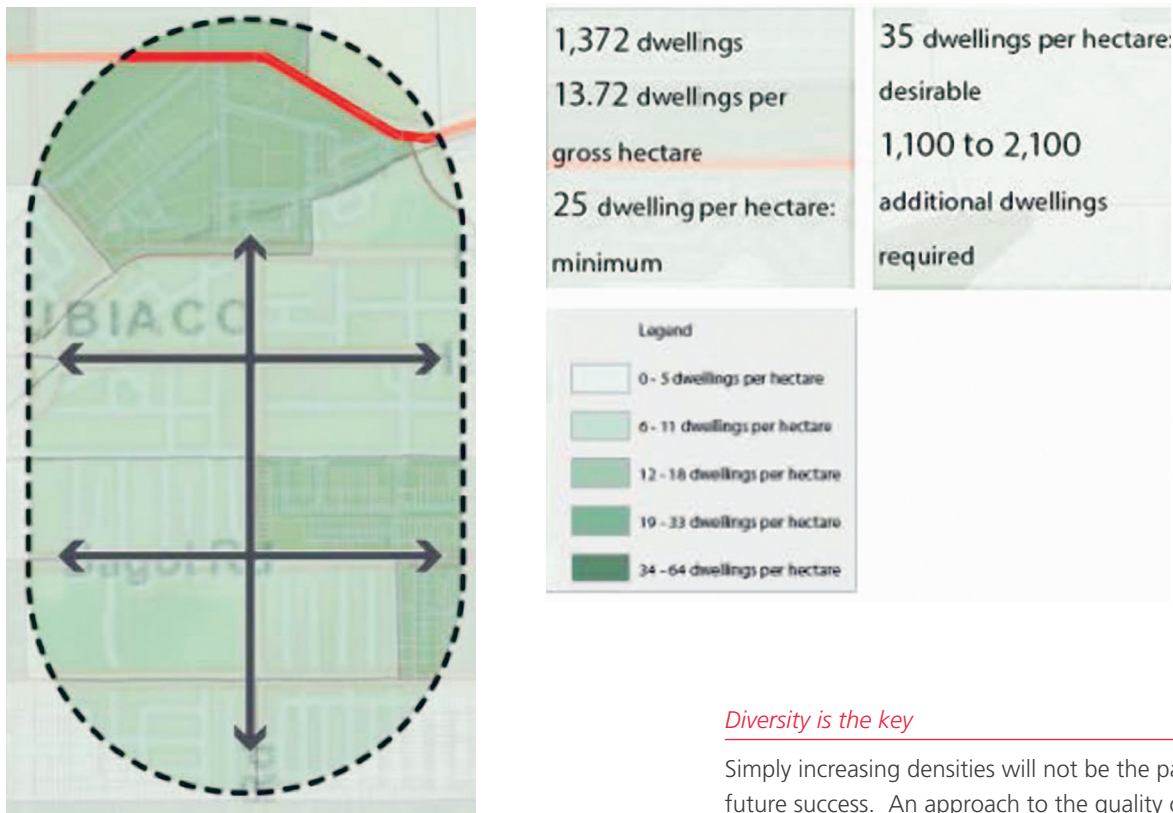 UBIACO
Bagot Rd
1,372 dwellings
13.72 dwellings per
gross hectare
25 dwelling per hectare:
minimum
35 dwellings per hectare:
desirable
1,100 to 2,100
additional dwellings
required
Legend
0 - 5 dwellings per hectare
6 - 11 dwellings per hectare
12 - 18 dwellings per hectare
19 - 33 dwellings per hectare
34 - 64 dwellings per hectare
Diversity is the key
Simply increasing densities will not be the pa
future success. An approach to the quality o